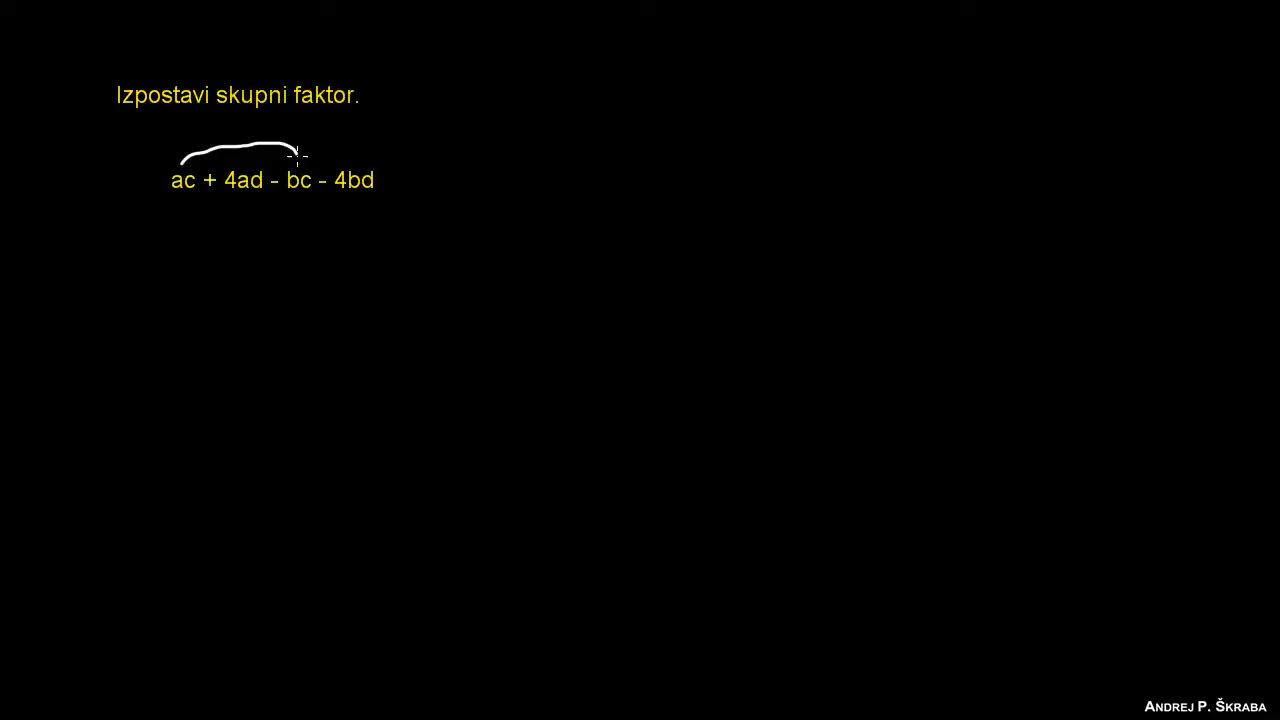 Izpostavi skupni faktor.
ac + 4ad - bc - 4bd
ANDREJ P. ŠKRABA